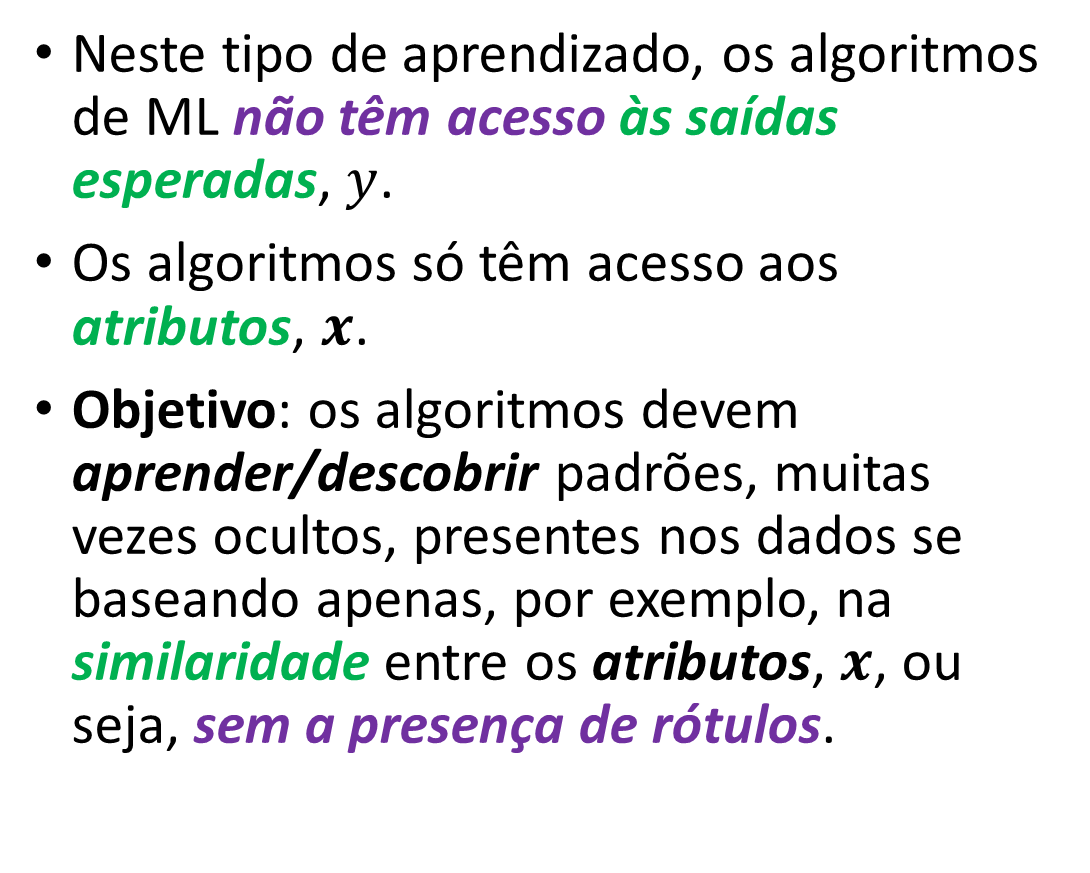 • Neste tipo de aprendizado, os algoritmos
de ML não têm acesso às saídas
esperadas, y.
• Os algoritmos só têm acesso aos
atributos, x.
• Objetivo: os algoritmos devem
aprender/descobrir padrões, muitas
vezes ocultos, presentes nos dados se
baseando apenas, por exemplo, na
similaridade entre os atributos, x, ou
seja, sem a presença de rótulos.